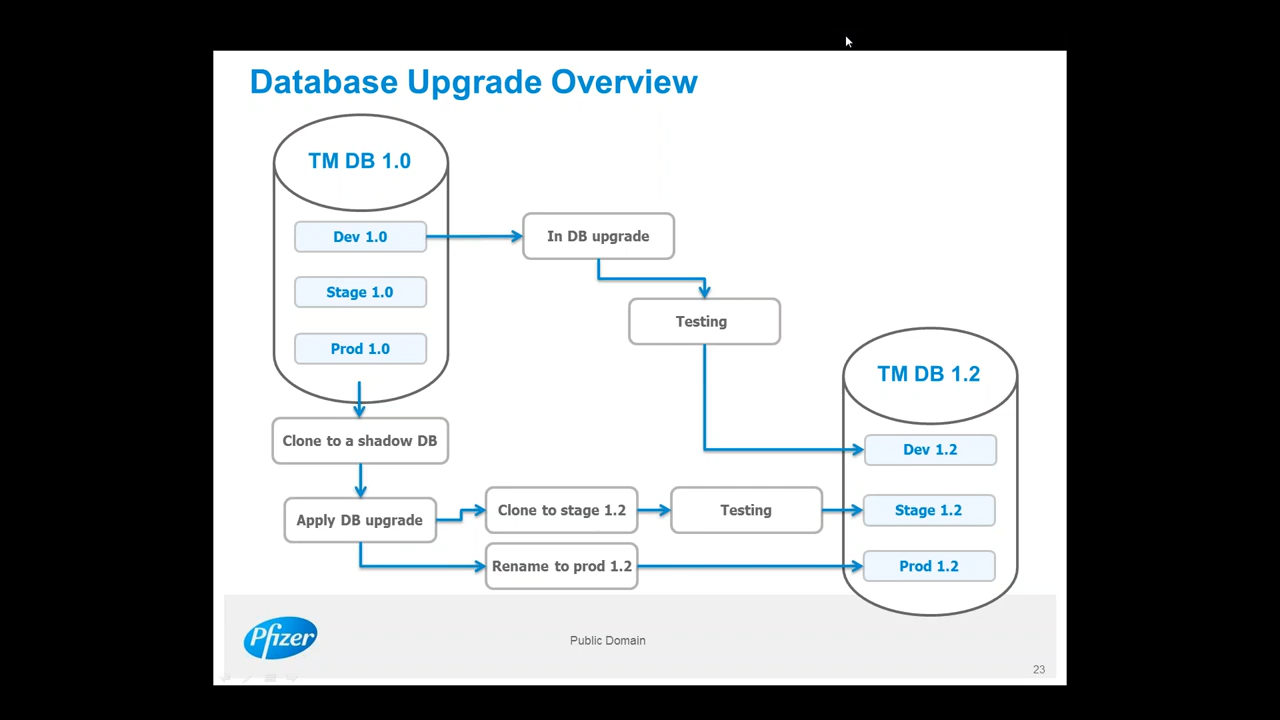 Database Upgrade Overview
TM DB 1.0
Dev 1.0
In DB upgrade
Stage 1.0
Testing
Prod 1.0
TM DB 1.2
Clone to a shadow DB
Dev 1.2
Apply DB upgrade
Clone to stage 1.2
Testing
Stage 1.2
Rename to prod 1.2
Prod 1.2
Pfizer
Public Domain
23